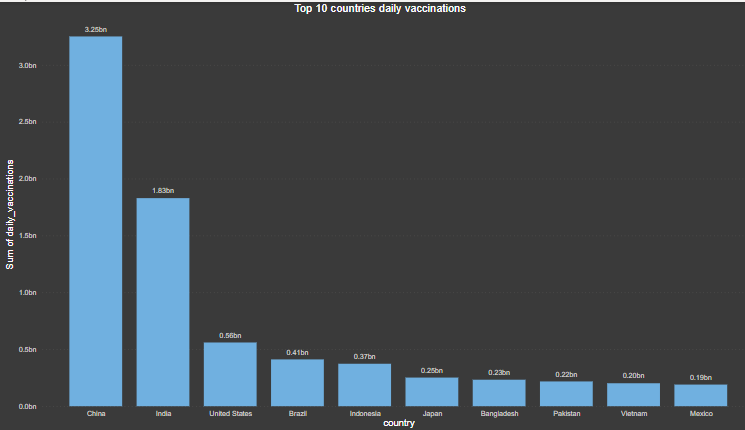 Top 10 countries daily vaccinations
Sum of daily_vaccinations
3.0bn
2.5bn
2.0bn
1.5bn
1.0bn
0.5bn
0.0bn
3.25bn
1.83bn
0.56bn
0.41bn
0.37bn
0.25bn
0.23bn
0.22bn
0.20bn
0.19bn
China
India
United States
Brazil
Indonesia
Japan
Bangladesh
Pakistan
Vietnam
Mexico
country